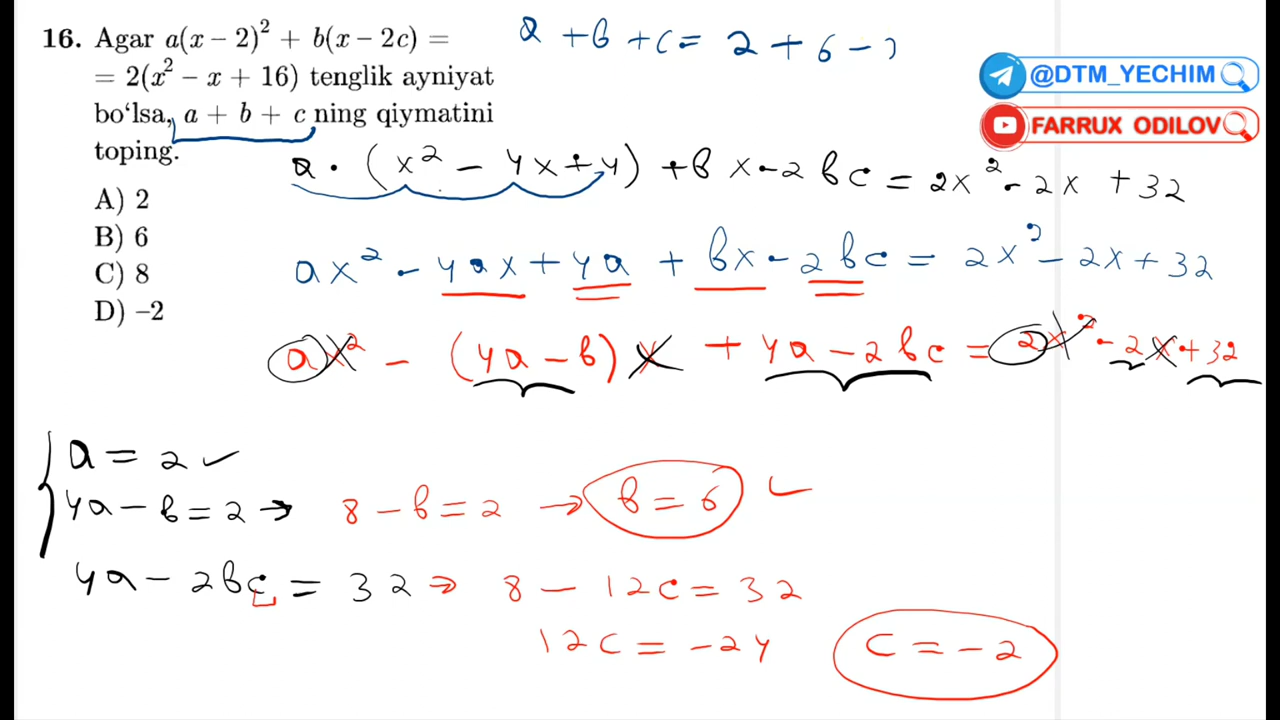 16. Agar a(x − 2)² + b(x − 2c) =
= 2(x² − x + 16) tenglik ayniyat
bo‘lsa, a + b + c ning qiymatini
toping.
A) 2
B) 6
C) 8
D) –2
a + b + c = 2 + 6 −
@DTM_YECHIM
FARRUX ODILOV
a · (x² − 4x + 4) + bx − 2bc = 2x² − 2x + 32
ax² − 4ax + 4a + bx − 2bc = 2x² − 2x + 32
ax² − (4a − b)x + 4a − 2bc = 2x² − 2x + 32
a = 2 ✓
4a − b = 2 → 8 − b = 2 → b = 6 ✓
4a − 2bc = 32 ⇒ 8 − 12c = 32
12c = −24 c = −2